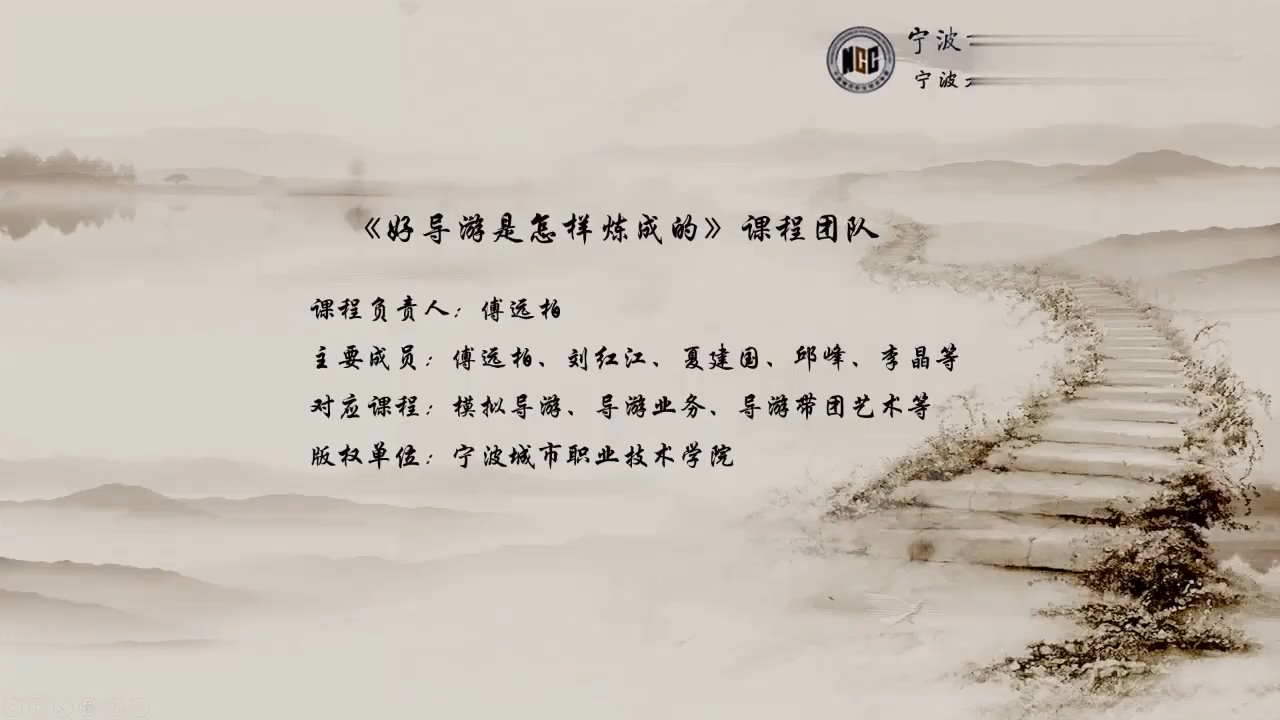 NCC
宁波
宁波
《好导游是怎样炼成的》课程团队
课程负责人：傅远柏
主要成员：傅远柏、刘红江、夏建国、邱峰、李晶等
对应课程：模拟导游、导游业务、导游带团艺术等
版权单位：宁波城市职业技术学院